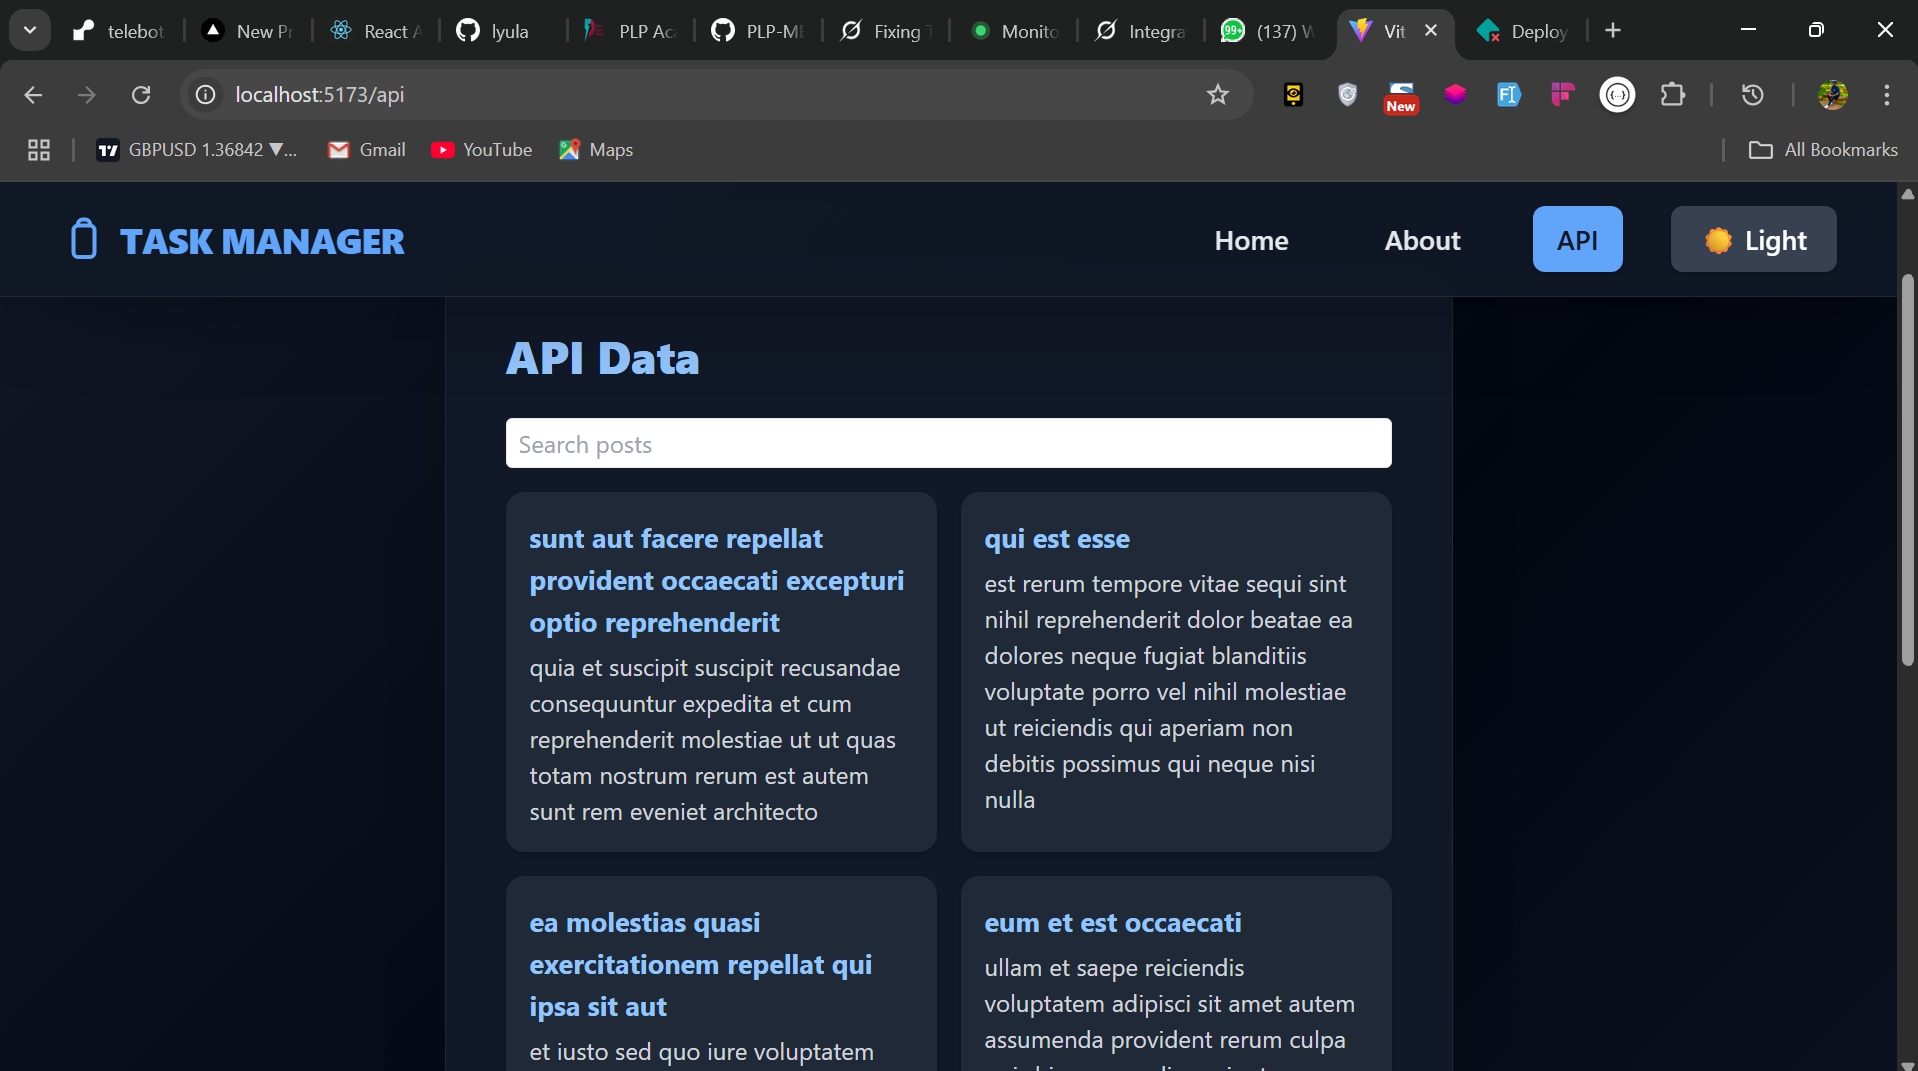 telebot
New Pr
React A
lyula
PLP Aca
PLP-ME
Fixing T
Monito
Integra
99+
(137) W
Vit
Deploy
localhost:5173/api
New
GBPUSD 1.36842 ▼...
Gmail
YouTube
Maps
All Bookmarks
TASK MANAGER
Home
About
API
Light
API Data
Search posts
sunt aut facere repellat
provident occaecati excepturi
optio reprehenderit
quia et suscipit suscipit recusandae
consequuntur expedita et cum
reprehenderit molestiae ut ut quas
totam nostrum rerum est autem
sunt rem eveniet architecto
qui est esse
est rerum tempore vitae sequi sint
nihil reprehenderit dolor beatae ea
dolores neque fugiat blanditiis
voluptate porro vel nihil molestiae
ut reiciendis qui aperiam non
debitis possimus qui neque nisi
nulla
ea molestias quasi
exercitationem repellat qui
ipsa sit aut
et iusto sed quo iure voluptatem
eum et est occaecati
ullam et saepe reiciendis
voluptatem adipisci sit amet autem
assumenda provident rerum culpa